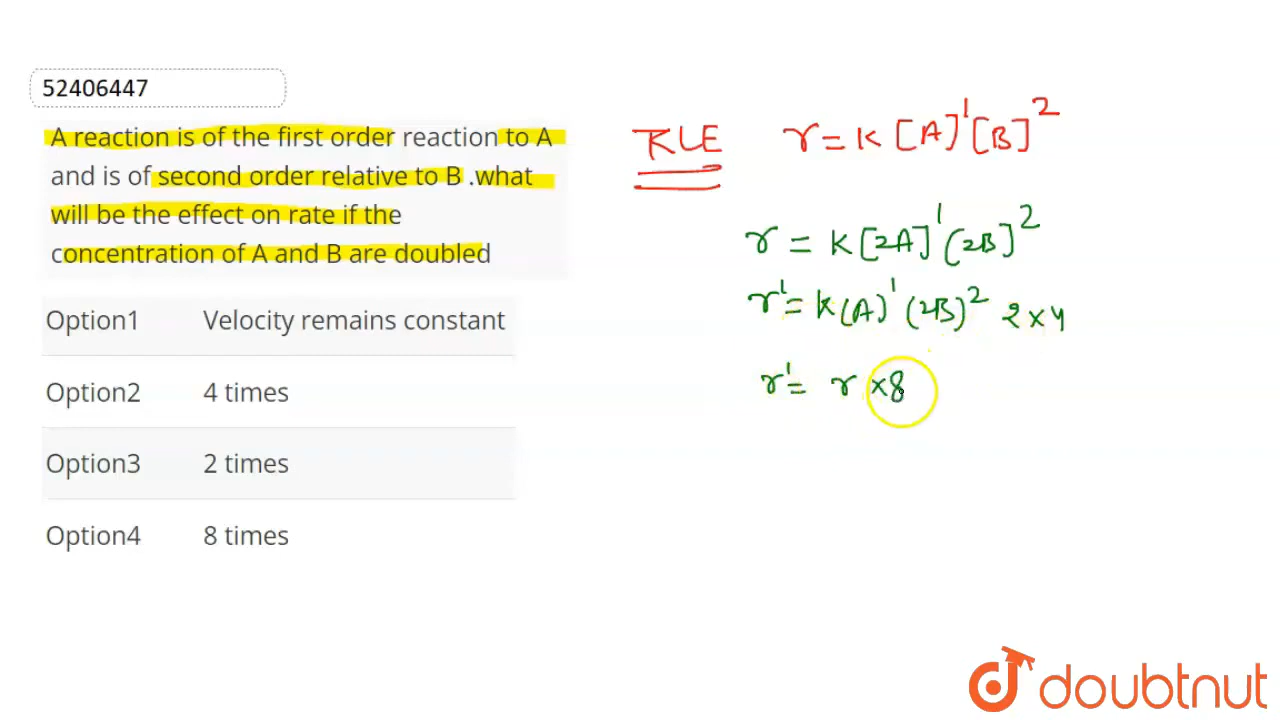 52406447
A reaction is of the first order reaction to A
and is of second order relative to B .what
will be the effect on rate if the
concentration of A and B are doubled
Option1 Velocity remains constant
Option2 4 times
Option3 2 times
Option4 8 times
RLE r = K [A]¹ [B]²
r = K [2A]¹ (2B]²
r' = K (A)¹ (2B)² 2 x 4
r' = r x 8
doubtnut